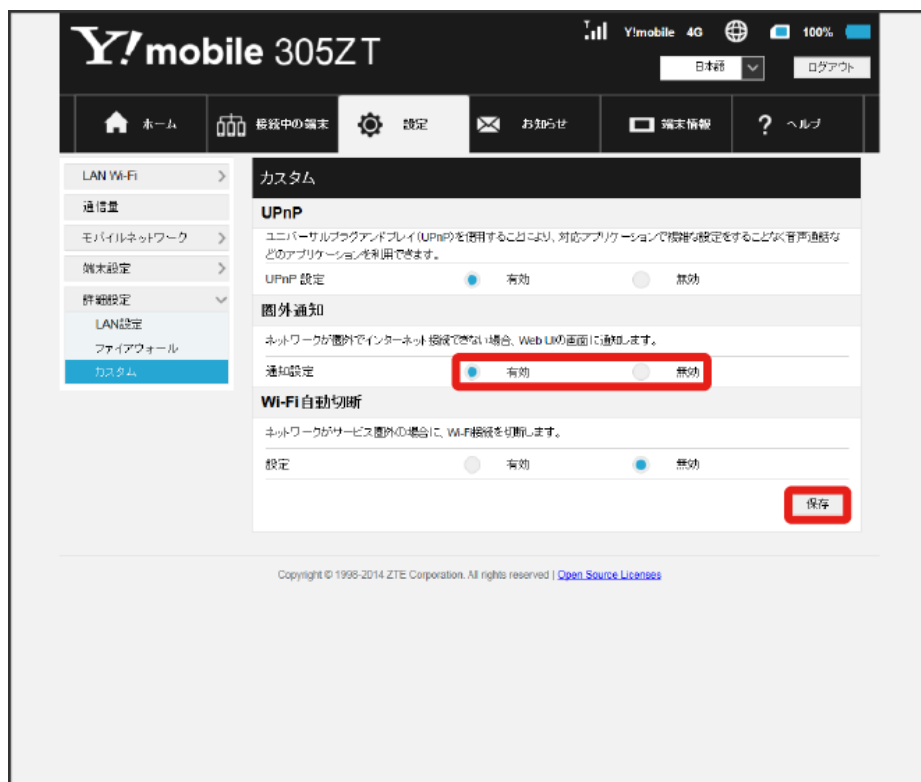 Y!mobile 305ZT
Y!mobile 4G 100%
日本語 ログアウト
ホーム 接続中の端末 設定 お知らせ 端末情報 ? ヘルプ
LAN Wi-Fi
通信量
モバイルネットワーク
端末設定
詳細設定
LAN設定
ファイアウォール
カスタム
カスタム
UPnP
ユニバーサルプラグアンドプレイ(UPnP)を使用することにより、対応アプリケーションで複雑な設定をすることなく音声通話な
どのアプリケーションを利用できます。
UPnP 設定 有効 無効
圏外通知
ネットワークが圏外でインターネット接続できない場合、Web UIの画面に通知します。
通知設定 有効 無効
Wi-Fi自動切断
ネットワークがサービス圏外の場合に、Wi-Fi接続を切断します。
設定 有効 無効
保存
Copyright © 1998-2014 ZTE Corporation. All rights reserved | Open Source Licenses